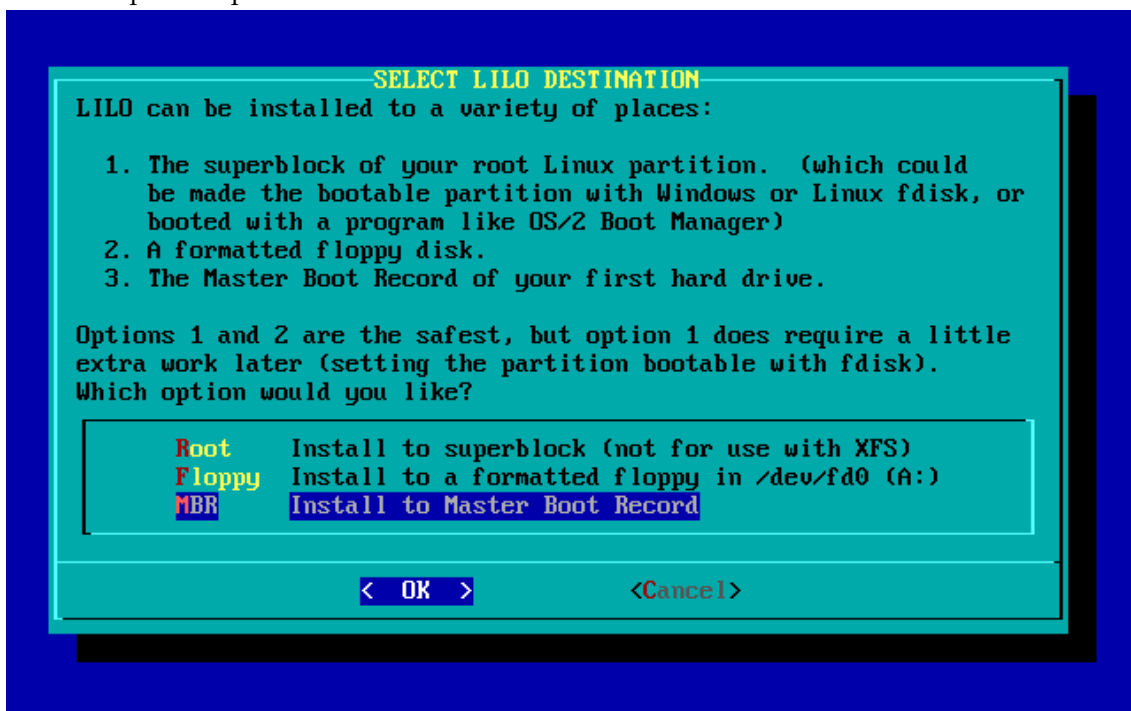 SELECT LILO DESTINATION
LILO can be installed to a variety of places:
1. The superblock of your root Linux partition.  (which could
be made the bootable partition with Windows or Linux fdisk, or
booted with a program like OS/2 Boot Manager)
2. A formatted floppy disk.
3. The Master Boot Record of your first hard drive.
Options 1 and 2 are the safest, but option 1 does require a little
extra work later (setting the partition bootable with fdisk).
Which option would you like?
Root Install to superblock (not for use with XFS)
Floppy Install to a formatted floppy in /dev/fd0 (A:)
MBR Install to Master Boot Record
< OK > <Cancel>